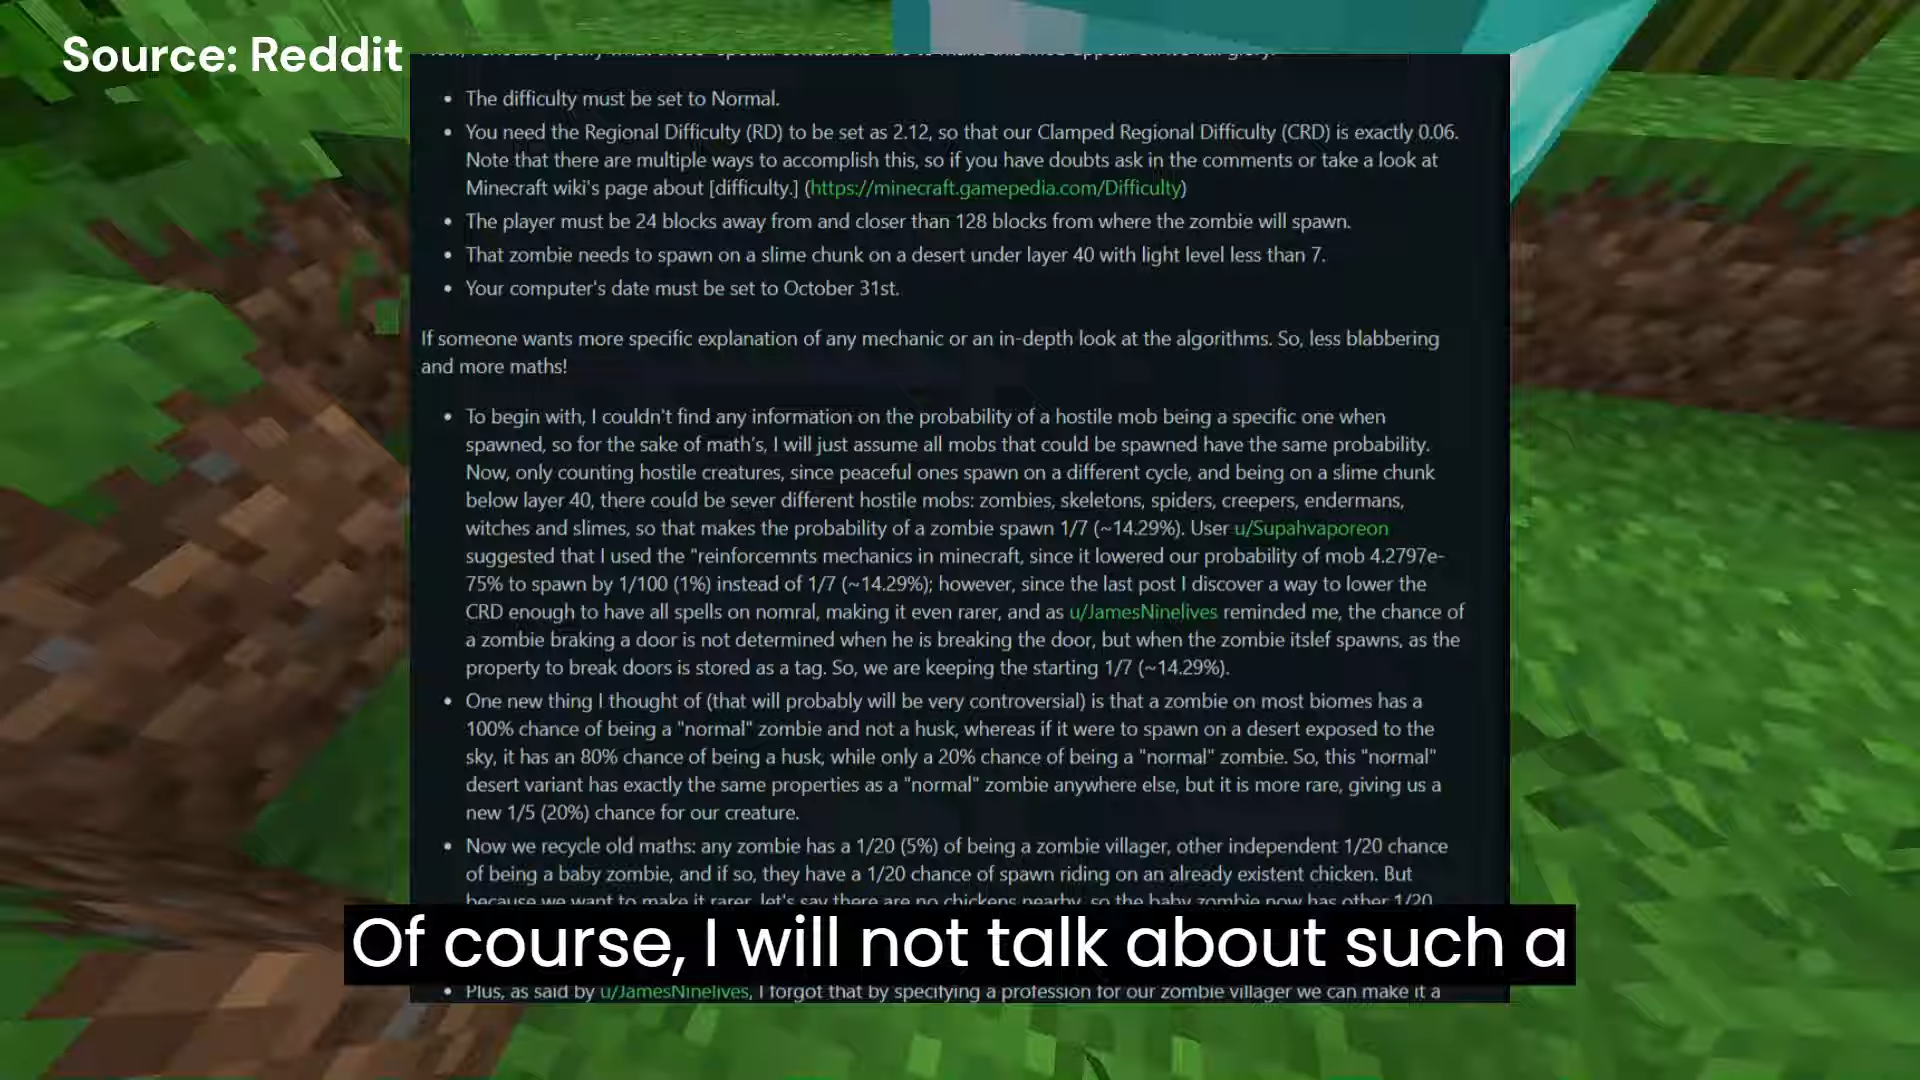 Source: Reddit
The difficulty must be set to Normal.
You need the Regional Difficulty (RD) to be set as 2.12, so that our Clamped Regional Difficulty (CRD) is exactly 0.06.
Note that there are multiple ways to accomplish this, so if you have doubts ask in the comments or take a look at
Minecraft wiki's page about [difficulty.] (https://minecraft.gamepedia.com/Difficulty)
The player must be 24 blocks away from and closer than 128 blocks from where the zombie will spawn.
That zombie needs to spawn on a slime chunk on a desert under layer 40 with light level less than 7.
Your computer's date must be set to October 31st.
If someone wants more specific explanation of any mechanic or an in-depth look at the algorithms. So, less blabbering
and more maths!
To begin with, I couldn't find any information on the probability of a hostile mob being a specific one when
spawned, so for the sake of math's, I will just assume all mobs that could be spawned have the same probability.
Now, only counting hostile creatures, since peaceful ones spawn on a different cycle, and being on a slime chunk
below layer 40, there could be sever different hostile mobs: zombies, skeletons, spiders, creepers, endermans,
witches and slimes, so that makes the probability of a zombie spawn 1/7 (~14.29%). User u/Supahvaporeon
suggested that I used the "reinforcemnts mechanics in minecraft, since it lowered our probability of mob 4.2797e-
75% to spawn by 1/100 (1%) instead of 1/7 (~14.29%); however, since the last post I discover a way to lower the
CRD enough to have all spells on nomral, making it even rarer, and as u/JamesNinelives reminded me, the chance of
a zombie braking a door is not determined when he is breaking the door, but when the zombie itslef spawns, as the
property to break doors is stored as a tag. So, we are keeping the starting 1/7 (~14.29%).
One new thing I thought of (that will probably will be very controversial) is that a zombie on most biomes has a
100% chance of being a "normal" zombie and not a husk, whereas if it were to spawn on a desert exposed to the
sky, it has an 80% chance of being a husk, while only a 20% chance of being a "normal" zombie. So, this "normal"
desert variant has exactly the same properties as a "normal" zombie anywhere else, but it is more rare, giving us a
new 1/5 (20%) chance for our creature.
Now we recycle old maths: any zombie has a 1/20 (5%) of being a zombie villager, other independent 1/20 chance
of being a baby zombie, and if so, they have a 1/20 chance of spawn riding on an already existent chicken. But
because we want to make it rarer, let's say there are no chickens nearby, so the baby zombie now has other 1/20
Of course, I will not talk about such a
Plus, as said by u/JamesNinelives, I forgot that by specifying a profession for our zombie villager we can make it a